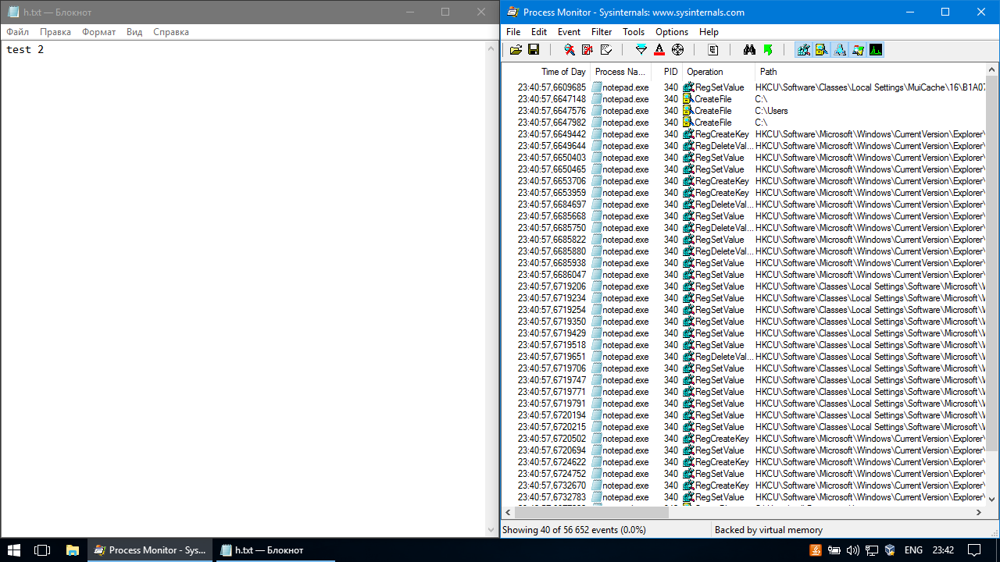 h.txt — Блокнот
Файл Правка Формат Вид Справка
test 2
Process Monitor - Sysinternals: www.sysinternals.com
File Edit Event Filter Tools Options Help
Time of Day Process Na... PID Operation Path
23:40:57,6609685 notepad.exe 340 RegSetValue HKCU\Software\Classes\Local Settings\MuiCache\16\B1A07
23:40:57,6647148 notepad.exe 340 CreateFile C:\
23:40:57,6647576 notepad.exe 340 CreateFile C:\Users
23:40:57,6647982 notepad.exe 340 CreateFile C:\
23:40:57,6649442 notepad.exe 340 RegCreateKey HKCU\Software\Microsoft\Windows\CurrentVersion\Explorer\
23:40:57,6649644 notepad.exe 340 RegDeleteVal... HKCU\Software\Microsoft\Windows\CurrentVersion\Explorer\
23:40:57,6650403 notepad.exe 340 RegSetValue HKCU\Software\Microsoft\Windows\CurrentVersion\Explorer\
23:40:57,6650465 notepad.exe 340 RegSetValue HKCU\Software\Microsoft\Windows\CurrentVersion\Explorer\
23:40:57,6653706 notepad.exe 340 RegCreateKey HKCU\Software\Microsoft\Windows\CurrentVersion\Explorer\
23:40:57,6653959 notepad.exe 340 RegCreateKey HKCU\Software\Microsoft\Windows\CurrentVersion\Explorer\
23:40:57,6684697 notepad.exe 340 RegDeleteVal... HKCU\Software\Microsoft\Windows\CurrentVersion\Explorer\
23:40:57,6685668 notepad.exe 340 RegSetValue HKCU\Software\Microsoft\Windows\CurrentVersion\Explorer\
23:40:57,6685750 notepad.exe 340 RegDeleteVal... HKCU\Software\Microsoft\Windows\CurrentVersion\Explorer\
23:40:57,6685822 notepad.exe 340 RegSetValue HKCU\Software\Microsoft\Windows\CurrentVersion\Explorer\
23:40:57,6685880 notepad.exe 340 RegDeleteVal... HKCU\Software\Microsoft\Windows\CurrentVersion\Explorer\
23:40:57,6685938 notepad.exe 340 RegSetValue HKCU\Software\Microsoft\Windows\CurrentVersion\Explorer\
23:40:57,6686047 notepad.exe 340 RegSetValue HKCU\Software\Microsoft\Windows\CurrentVersion\Explorer\
23:40:57,6719206 notepad.exe 340 RegSetValue HKCU\Software\Classes\Local Settings\Software\Microsoft\W
23:40:57,6719234 notepad.exe 340 RegSetValue HKCU\Software\Classes\Local Settings\Software\Microsoft\W
23:40:57,6719254 notepad.exe 340 RegSetValue HKCU\Software\Classes\Local Settings\Software\Microsoft\W
23:40:57,6719350 notepad.exe 340 RegSetValue HKCU\Software\Classes\Local Settings\Software\Microsoft\W
23:40:57,6719429 notepad.exe 340 RegSetValue HKCU\Software\Classes\Local Settings\Software\Microsoft\W
23:40:57,6719518 notepad.exe 340 RegSetValue HKCU\Software\Classes\Local Settings\Software\Microsoft\W
23:40:57,6719651 notepad.exe 340 RegDeleteVal... HKCU\Software\Classes\Local Settings\Software\Microsoft\W
23:40:57,6719706 notepad.exe 340 RegSetValue HKCU\Software\Classes\Local Settings\Software\Microsoft\W
23:40:57,6719747 notepad.exe 340 RegSetValue HKCU\Software\Classes\Local Settings\Software\Microsoft\W
23:40:57,6719771 notepad.exe 340 RegSetValue HKCU\Software\Classes\Local Settings\Software\Microsoft\W
23:40:57,6719791 notepad.exe 340 RegSetValue HKCU\Software\Classes\Local Settings\Software\Microsoft\W
23:40:57,6720194 notepad.exe 340 RegSetValue HKCU\Software\Classes\Local Settings\Software\Microsoft\W
23:40:57,6720215 notepad.exe 340 RegSetValue HKCU\Software\Classes\Local Settings\Software\Microsoft\W
23:40:57,6720502 notepad.exe 340 RegCreateKey HKCU\Software\Microsoft\Windows\CurrentVersion\Explorer\
23:40:57,6720694 notepad.exe 340 RegSetValue HKCU\Software\Microsoft\Windows\CurrentVersion\Explorer\
23:40:57,6724622 notepad.exe 340 RegCreateKey HKCU\Software\Microsoft\Windows\CurrentVersion\Explorer\
23:40:57,6724752 notepad.exe 340 RegSetValue HKCU\Software\Microsoft\Windows\CurrentVersion\Explorer\
23:40:57,6732670 notepad.exe 340 RegCreateKey HKCU\Software\Microsoft\Windows\CurrentVersion\Explorer\
23:40:57,6732783 notepad.exe 340 RegSetValue HKCU\Software\Microsoft\Windows\CurrentVersion\Explorer\
Showing 40 of 56 652 events (0.0%) Backed by virtual memory
Process Monitor - Sys... h.txt — Блокнот ENG 23:42